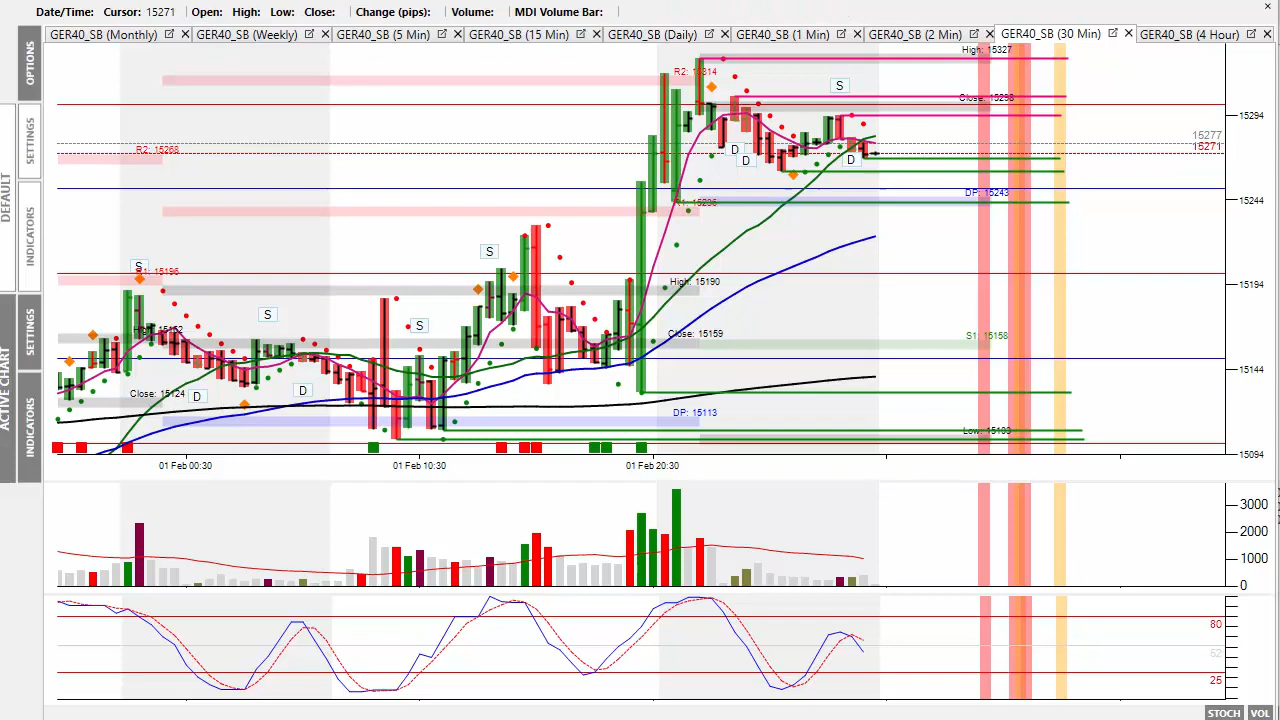 Date/Time: Cursor: 15271 Open: High: Low: Close: Change (pips): Volume: MDI Volume Bar:
GER40_SB (Monthly) GER40_SB (Weekly) GER40_SB (5 Min) GER40_SB (15 Min) GER40_SB (Daily) GER40_SB (1 Min) GER40_SB (2 Min) GER40_SB (30 Min) GER40_SB (4 Hour)
OPTIONS
SETTINGS
INDICATORS
DEFAULT
SETTINGS
INDICATORS
ACTIVE CHART
High: 15327
R2: 15314
S
Close:
15294
15277
15271
R2: 15268
D
D
D
DP: 15243
15244
S
S
R1: 15196
High: 15190
15194
S
S
Close: 15159
S1: 15158
15144
Close: 15124
D
D
DP: 15113
Low: 15103
15094
01 Feb 00:30
01 Feb 10:30
01 Feb 20:30
3000
2000
1000
0
80
52
25
STOCH VOL